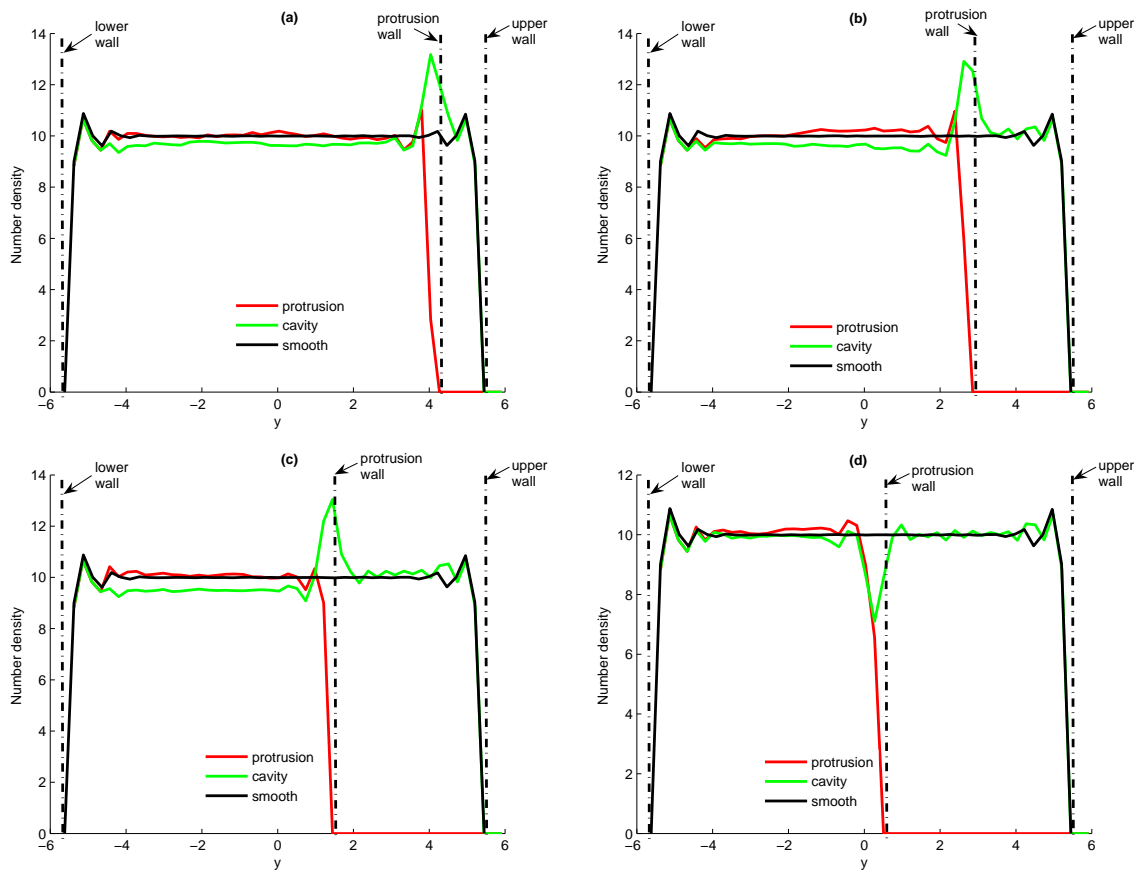 (a)
lower
wall
protrusion
wall
upper
wall
14
12
10
8
6
4
2
0
Number density
protrusion
cavity
smooth
−6
−4
−2
0
2
4
6
y
(b)
lower
wall
protrusion
wall
upper
wall
14
12
10
8
6
4
2
0
Number density
protrusion
cavity
smooth
−6
−4
−2
0
2
4
6
y
(c)
lower
wall
protrusion
wall
upper
wall
14
12
10
8
6
4
2
0
Number density
protrusion
cavity
smooth
−6
−4
−2
0
2
4
6
y
(d)
lower
wall
protrusion
wall
upper
wall
12
10
8
6
4
2
0
Number density
protrusion
cavity
smooth
−6
−4
−2
0
2
4
6
y